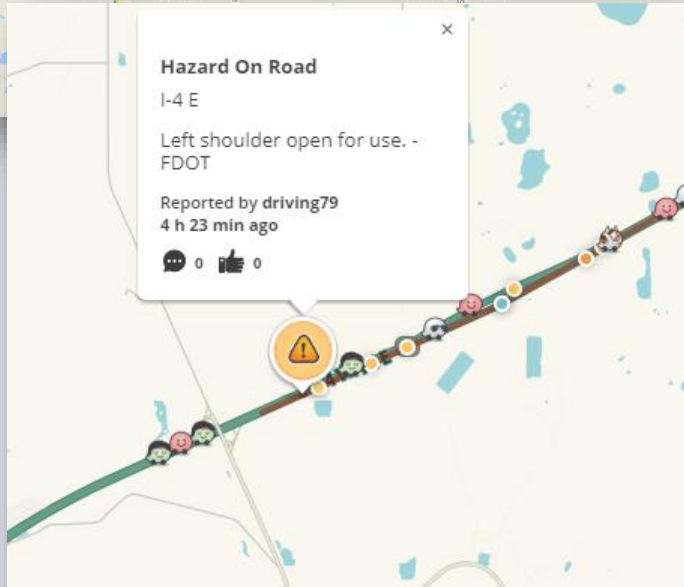 ×
Hazard On Road
I-4 E
Left shoulder open for use. -
FDOT
Reported by driving79
4 h 23 min ago
0 0